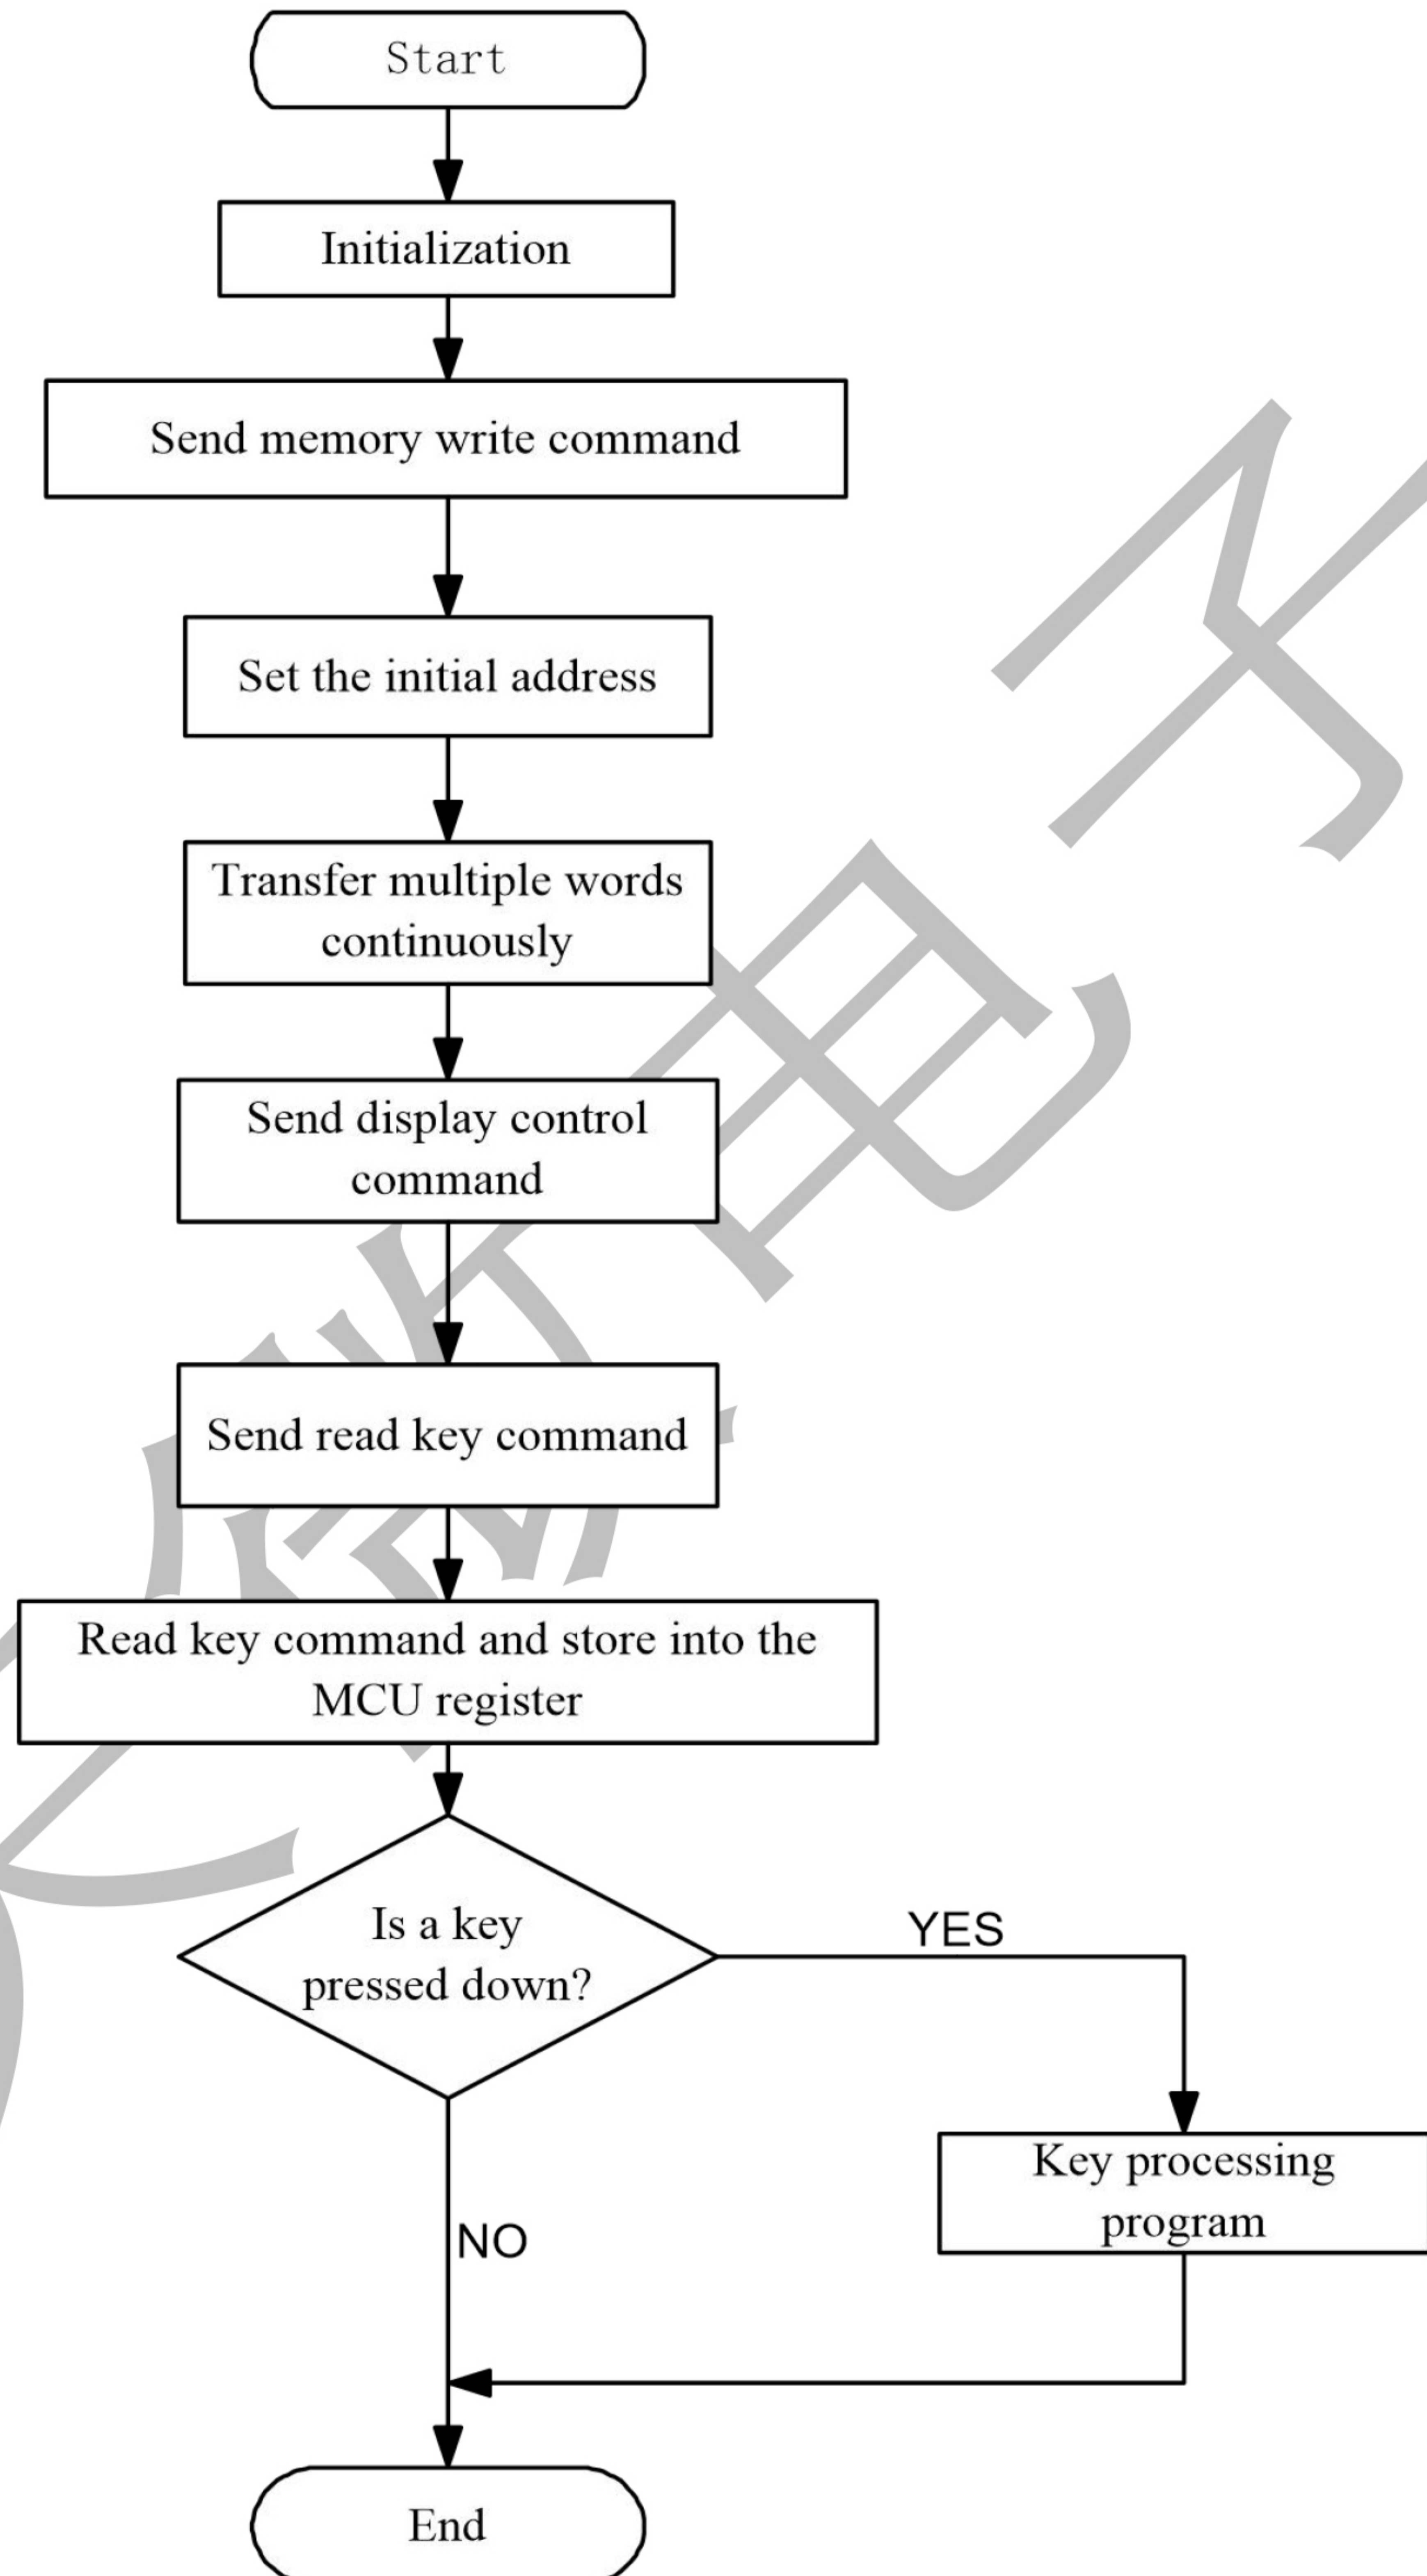 Start
Initialization
Send memory write command
Set the initial address
Transfer multiple words
continuously
Send display control
command
Send read key command
Read key command and store into the
MCU register
Is a key
pressed down?
YES
Key processing
program
NO
End
电子